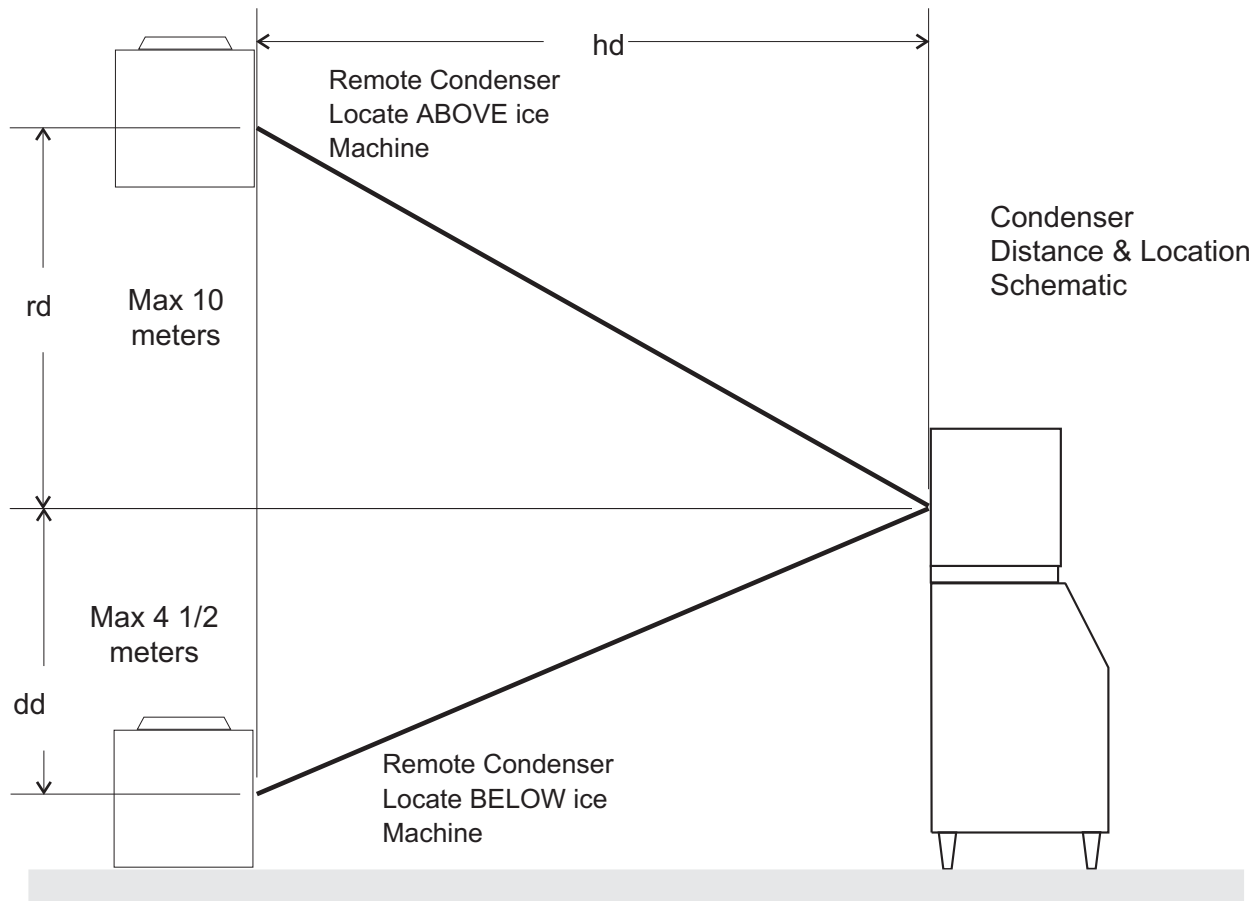 hd
Remote Condenser
Locate ABOVE ice
Machine
Condenser
Distance & Location
Schematic
rd
Max 10
meters
Max 4 1/2
meters
dd
Remote Condenser
Locate BELOW ice
Machine